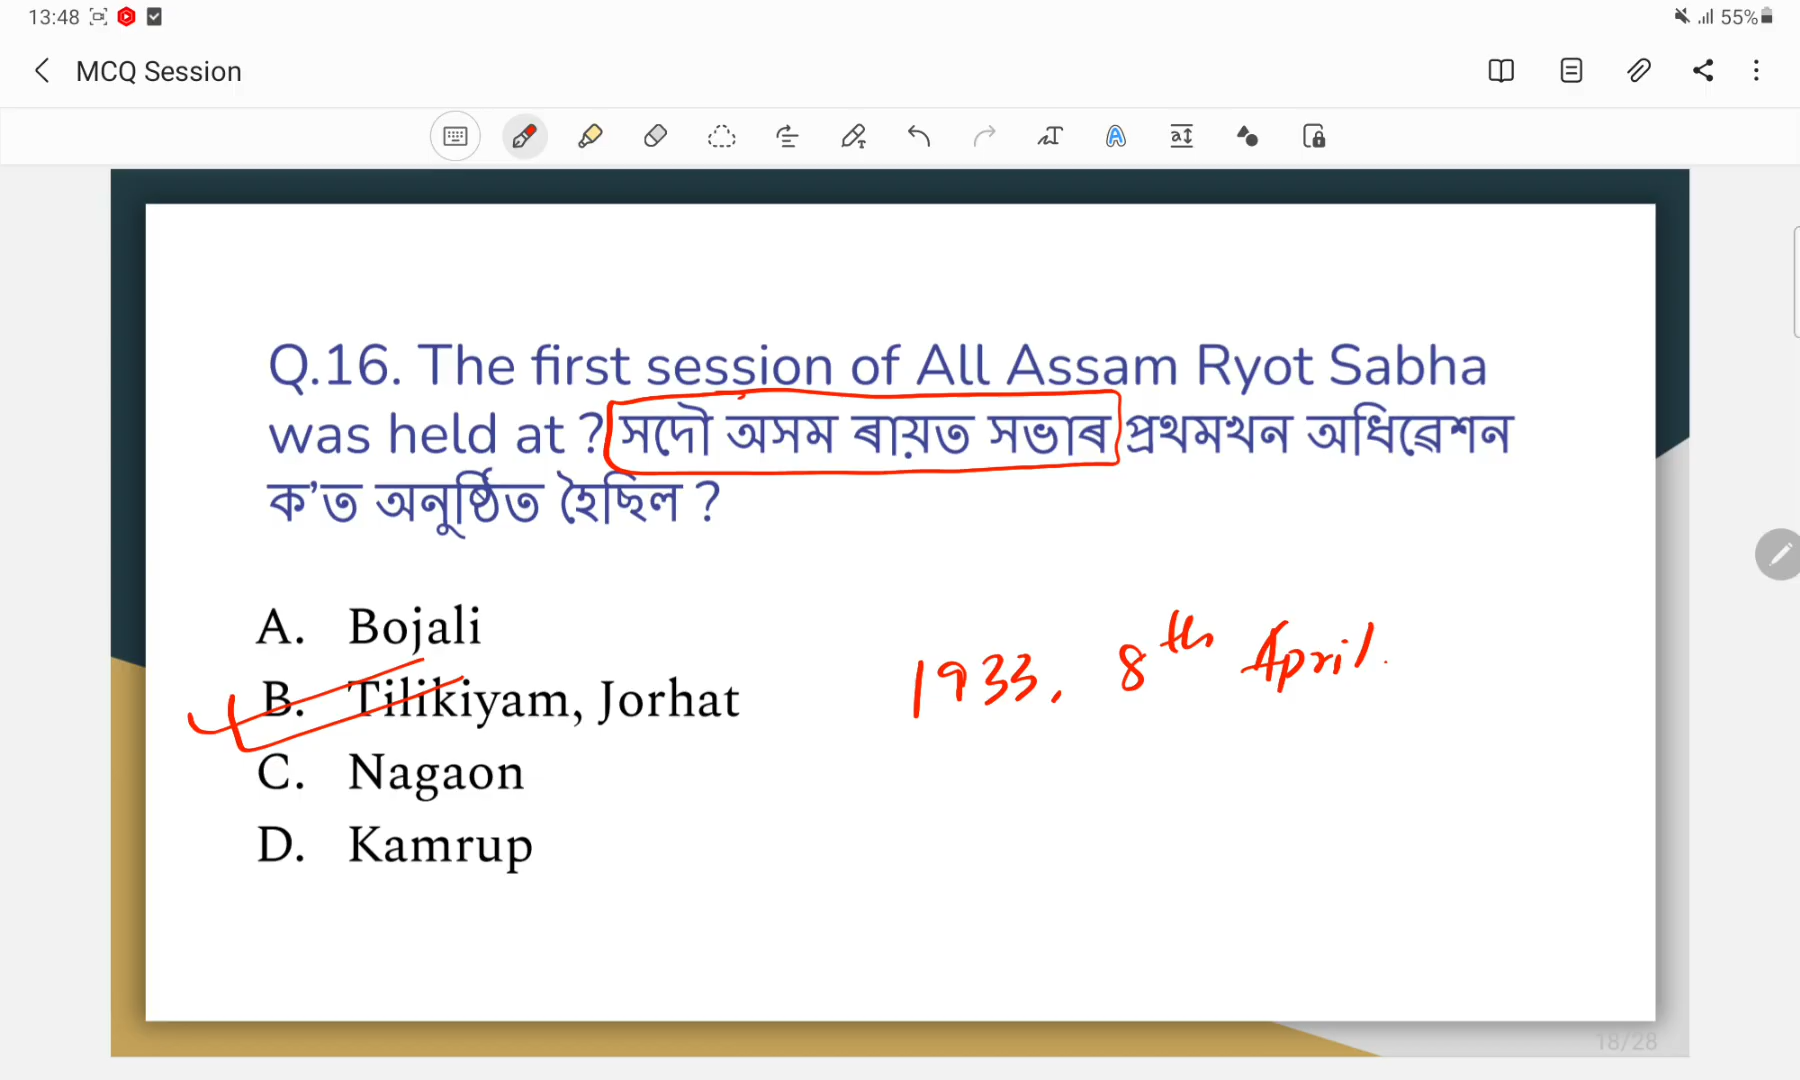 13:48
55%
MCQ Session
Q.16. The first session of All Assam Ryot Sabha
was held at ? সদৌ অসম ৰায়ত সভাৰ প্ৰথমখন অধিৱেশন
ক’ত অনুষ্ঠিত হৈছিল ?
A. Bojali
B. Tilikiyam, Jorhat
C. Nagaon
D. Kamrup
1933, 8th April.
18/28